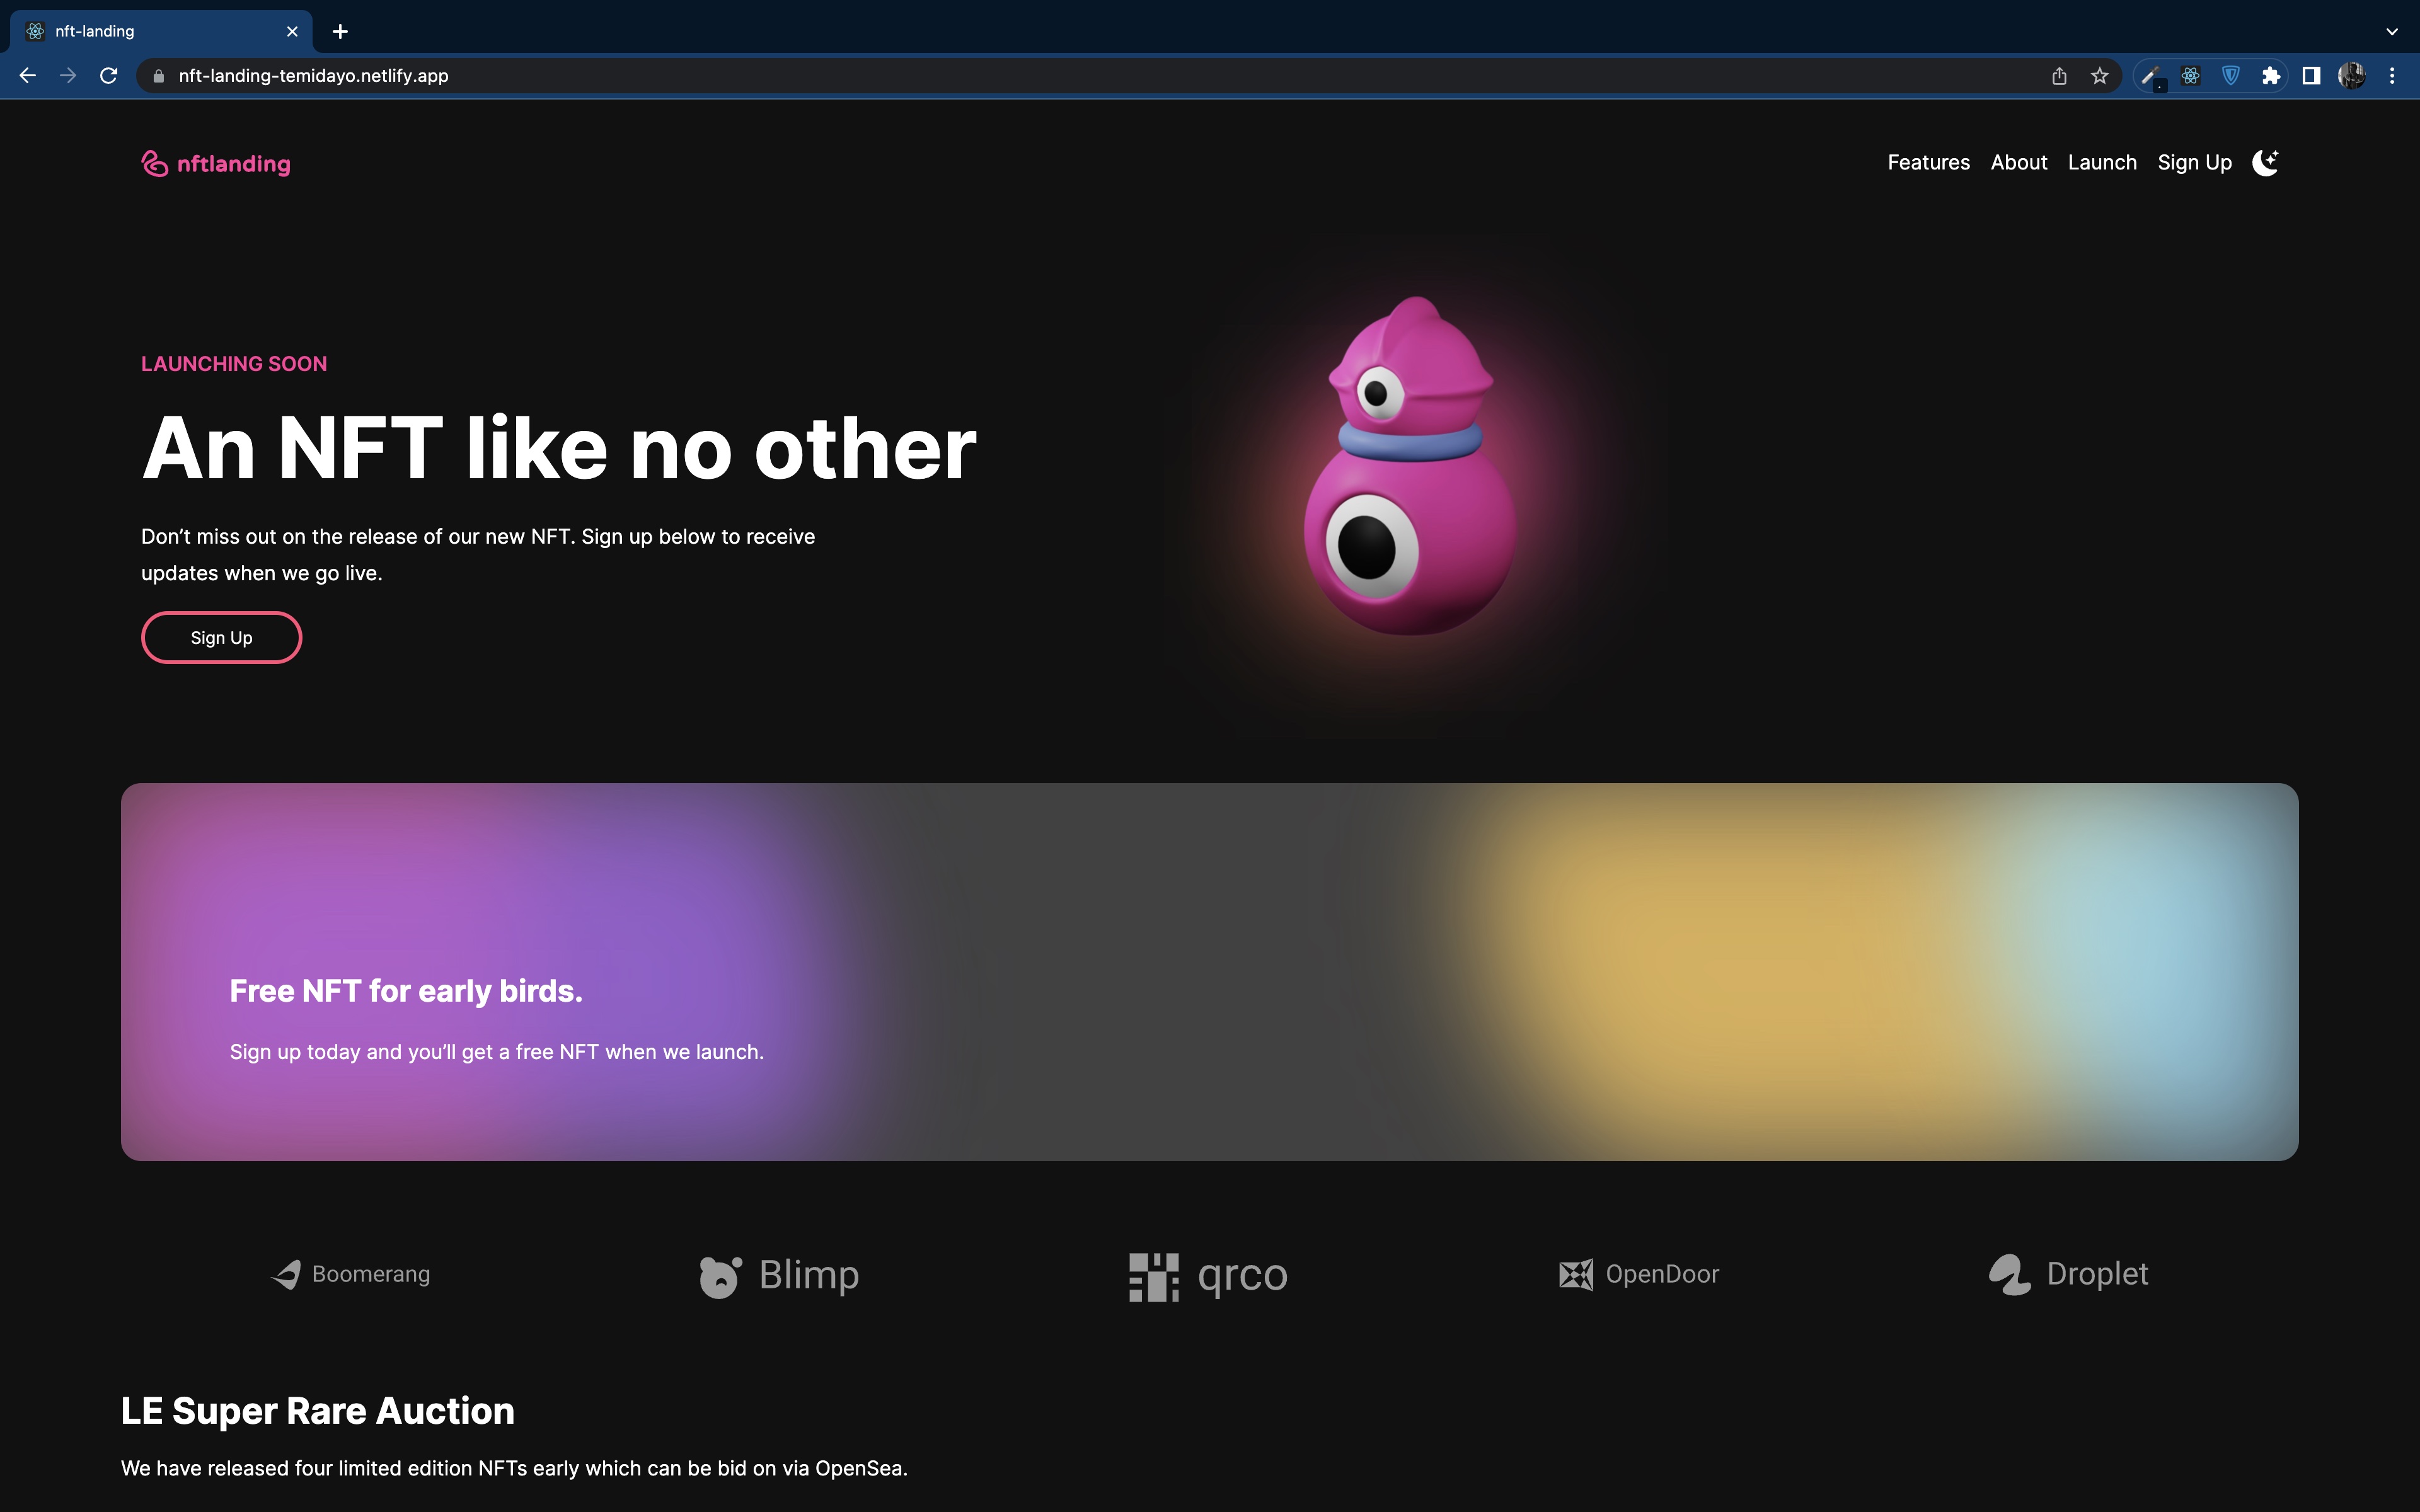 nft-landing
nft-landing-temidayo.netlify.app
nftlanding
Features About Launch Sign Up
LAUNCHING SOON
An NFT like no other
Don’t miss out on the release of our new NFT. Sign up below to receive
updates when we go live.
Sign Up
Free NFT for early birds.
Sign up today and you’ll get a free NFT when we launch.
Boomerang Blimp qrco OpenDoor Droplet
LE Super Rare Auction
We have released four limited edition NFTs early which can be bid on via OpenSea.